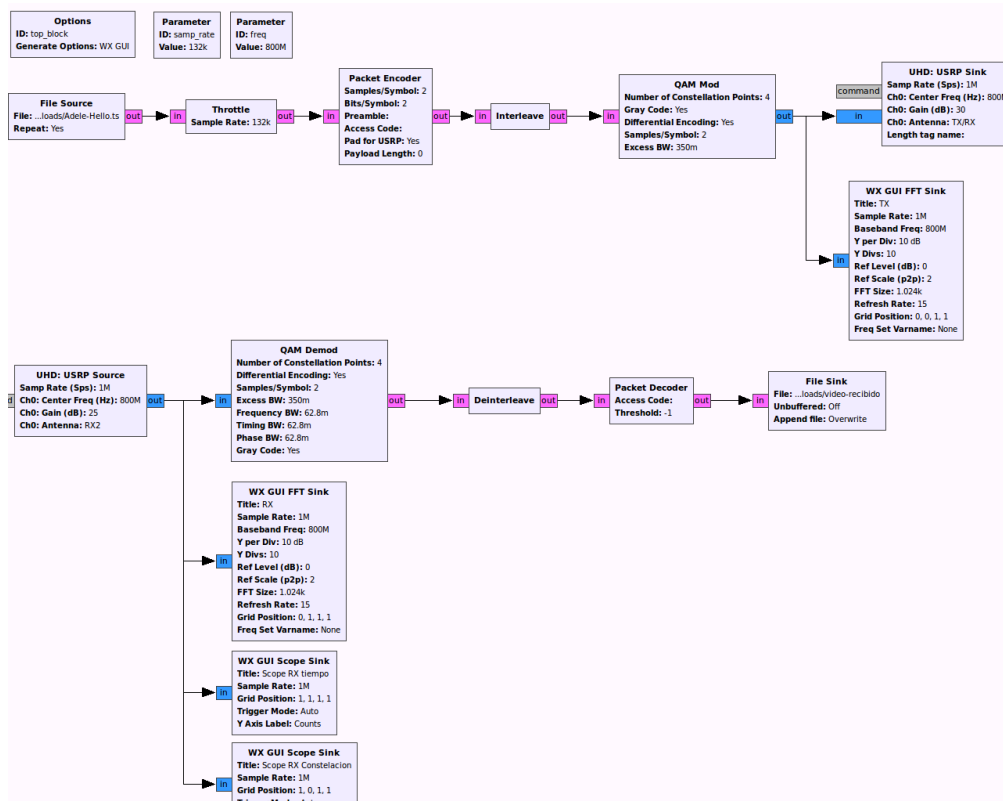 Options
ID: top_block
Generate Options: WX GUI
Parameter
ID: samp_rate
Value: 132k
Parameter
ID: freq
Value: 800M
File Source
File: ...loads/Adele-Hello.ts
Repeat: Yes
out
in
Throttle
Sample Rate: 132k
out
in
Packet Encoder
Samples/Symbol: 2
Bits/Symbol: 2
Preamble:
Access Code:
Pad for USRP: Yes
Payload Length: 0
out
in
Interleave
out
in
QAM Mod
Number of Constellation Points: 4
Gray Code: Yes
Differential Encoding: Yes
Samples/Symbol: 2
Excess BW: 350m
out
command
in
UHD: USRP Sink
Samp Rate (Sps): 1M
Ch0: Center Freq (Hz): 800M
Ch0: Gain (dB): 30
Ch0: Antenna: TX/RX
Length tag name:
in
WX GUI FFT Sink
Title: TX
Sample Rate: 1M
Baseband Freq: 800M
Y per Div: 10 dB
Y Divs: 10
Ref Level (dB): 0
Ref Scale (p2p): 2
FFT Size: 1.024k
Refresh Rate: 15
Grid Position: 0, 0, 1, 1
Freq Set Varname: None
d
UHD: USRP Source
Samp Rate (Sps): 1M
Ch0: Center Freq (Hz): 800M
Ch0: Gain (dB): 25
Ch0: Antenna: RX2
out
in
QAM Demod
Number of Constellation Points: 4
Differential Encoding: Yes
Samples/Symbol: 2
Excess BW: 350m
Frequency BW: 62.8m
Timing BW: 62.8m
Phase BW: 62.8m
Gray Code: Yes
out
in
Deinterleave
out
in
Packet Decoder
Access Code:
Threshold: -1
out
in
File Sink
File: ...loads/video-recibido
Unbuffered: Off
Append file: Overwrite
in
WX GUI FFT Sink
Title: RX
Sample Rate: 1M
Baseband Freq: 800M
Y per Div: 10 dB
Y Divs: 10
Ref Level (dB): 0
Ref Scale (p2p): 2
FFT Size: 1.024k
Refresh Rate: 15
Grid Position: 0, 1, 1, 1
Freq Set Varname: None
in
WX GUI Scope Sink
Title: Scope RX tiempo
Sample Rate: 1M
Grid Position: 1, 1, 1, 1
Trigger Mode: Auto
Y Axis Label: Counts
in
WX GUI Scope Sink
Title: Scope RX Constelacion
Sample Rate: 1M
Grid Position: 1, 0, 1, 1